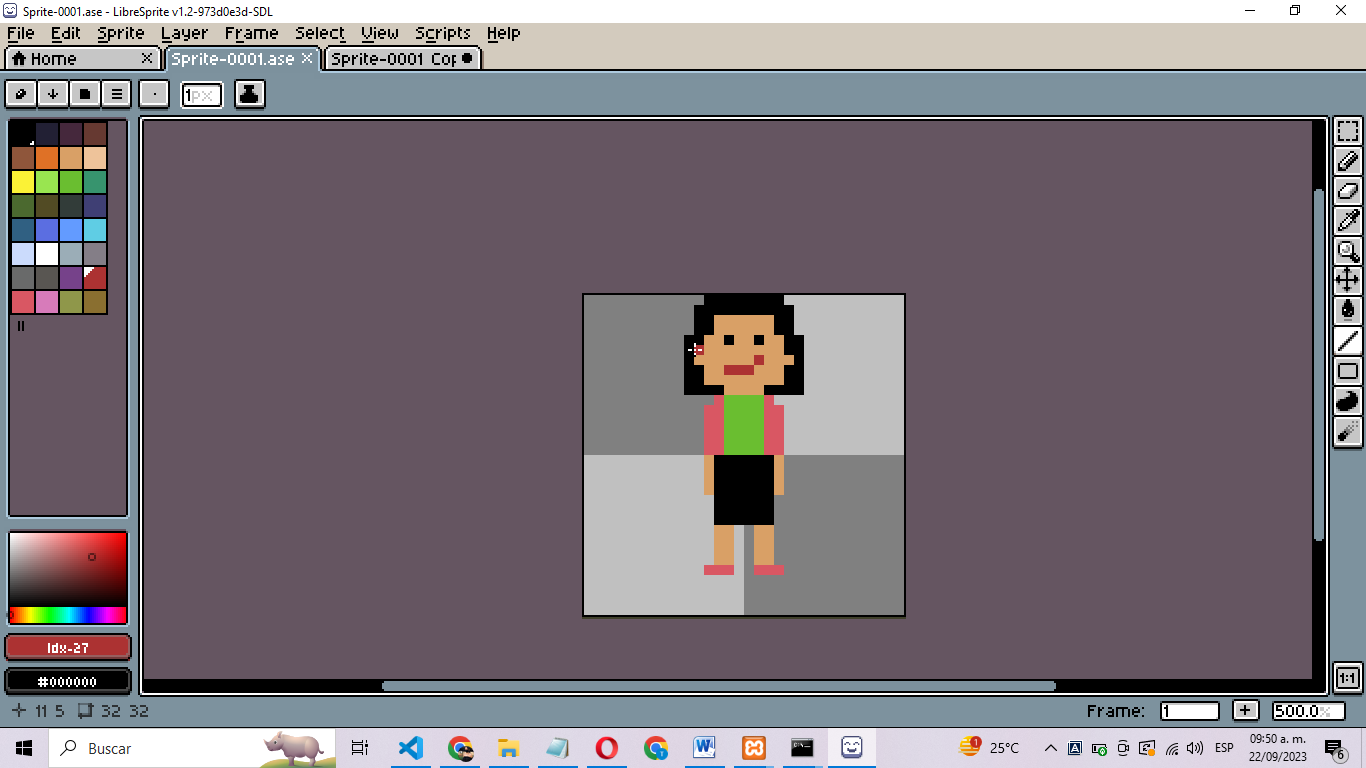 Sprite-0001.ase - LibreSprite v1.2-973d0e3d-SDL
File Edit Sprite Layer Frame Select View Scripts Help
Home Sprite-0001.ase Sprite-0001 Cop
1px
Idx-27
#000000
11 5 32 32 Frame: 1 + 500.0%
1:1
Buscar 1 25°C ESP 09:50 a. m.
22/09/2023 6